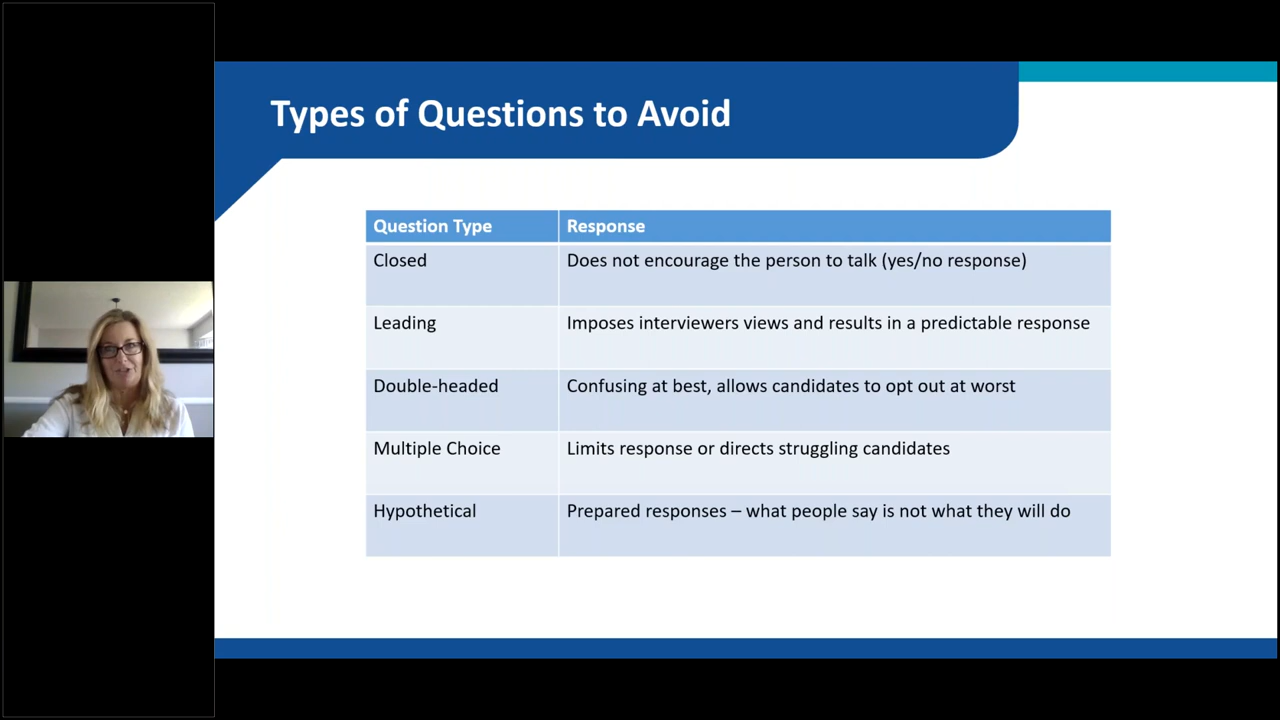 Types of Questions to Avoid
Question Type Response
Closed Does not encourage the person to talk (yes/no response)
Leading Imposes interviewers views and results in a predictable response
Double-headed Confusing at best, allows candidates to opt out at worst
Multiple Choice Limits response or directs struggling candidates
Hypothetical Prepared responses – what people say is not what they will do